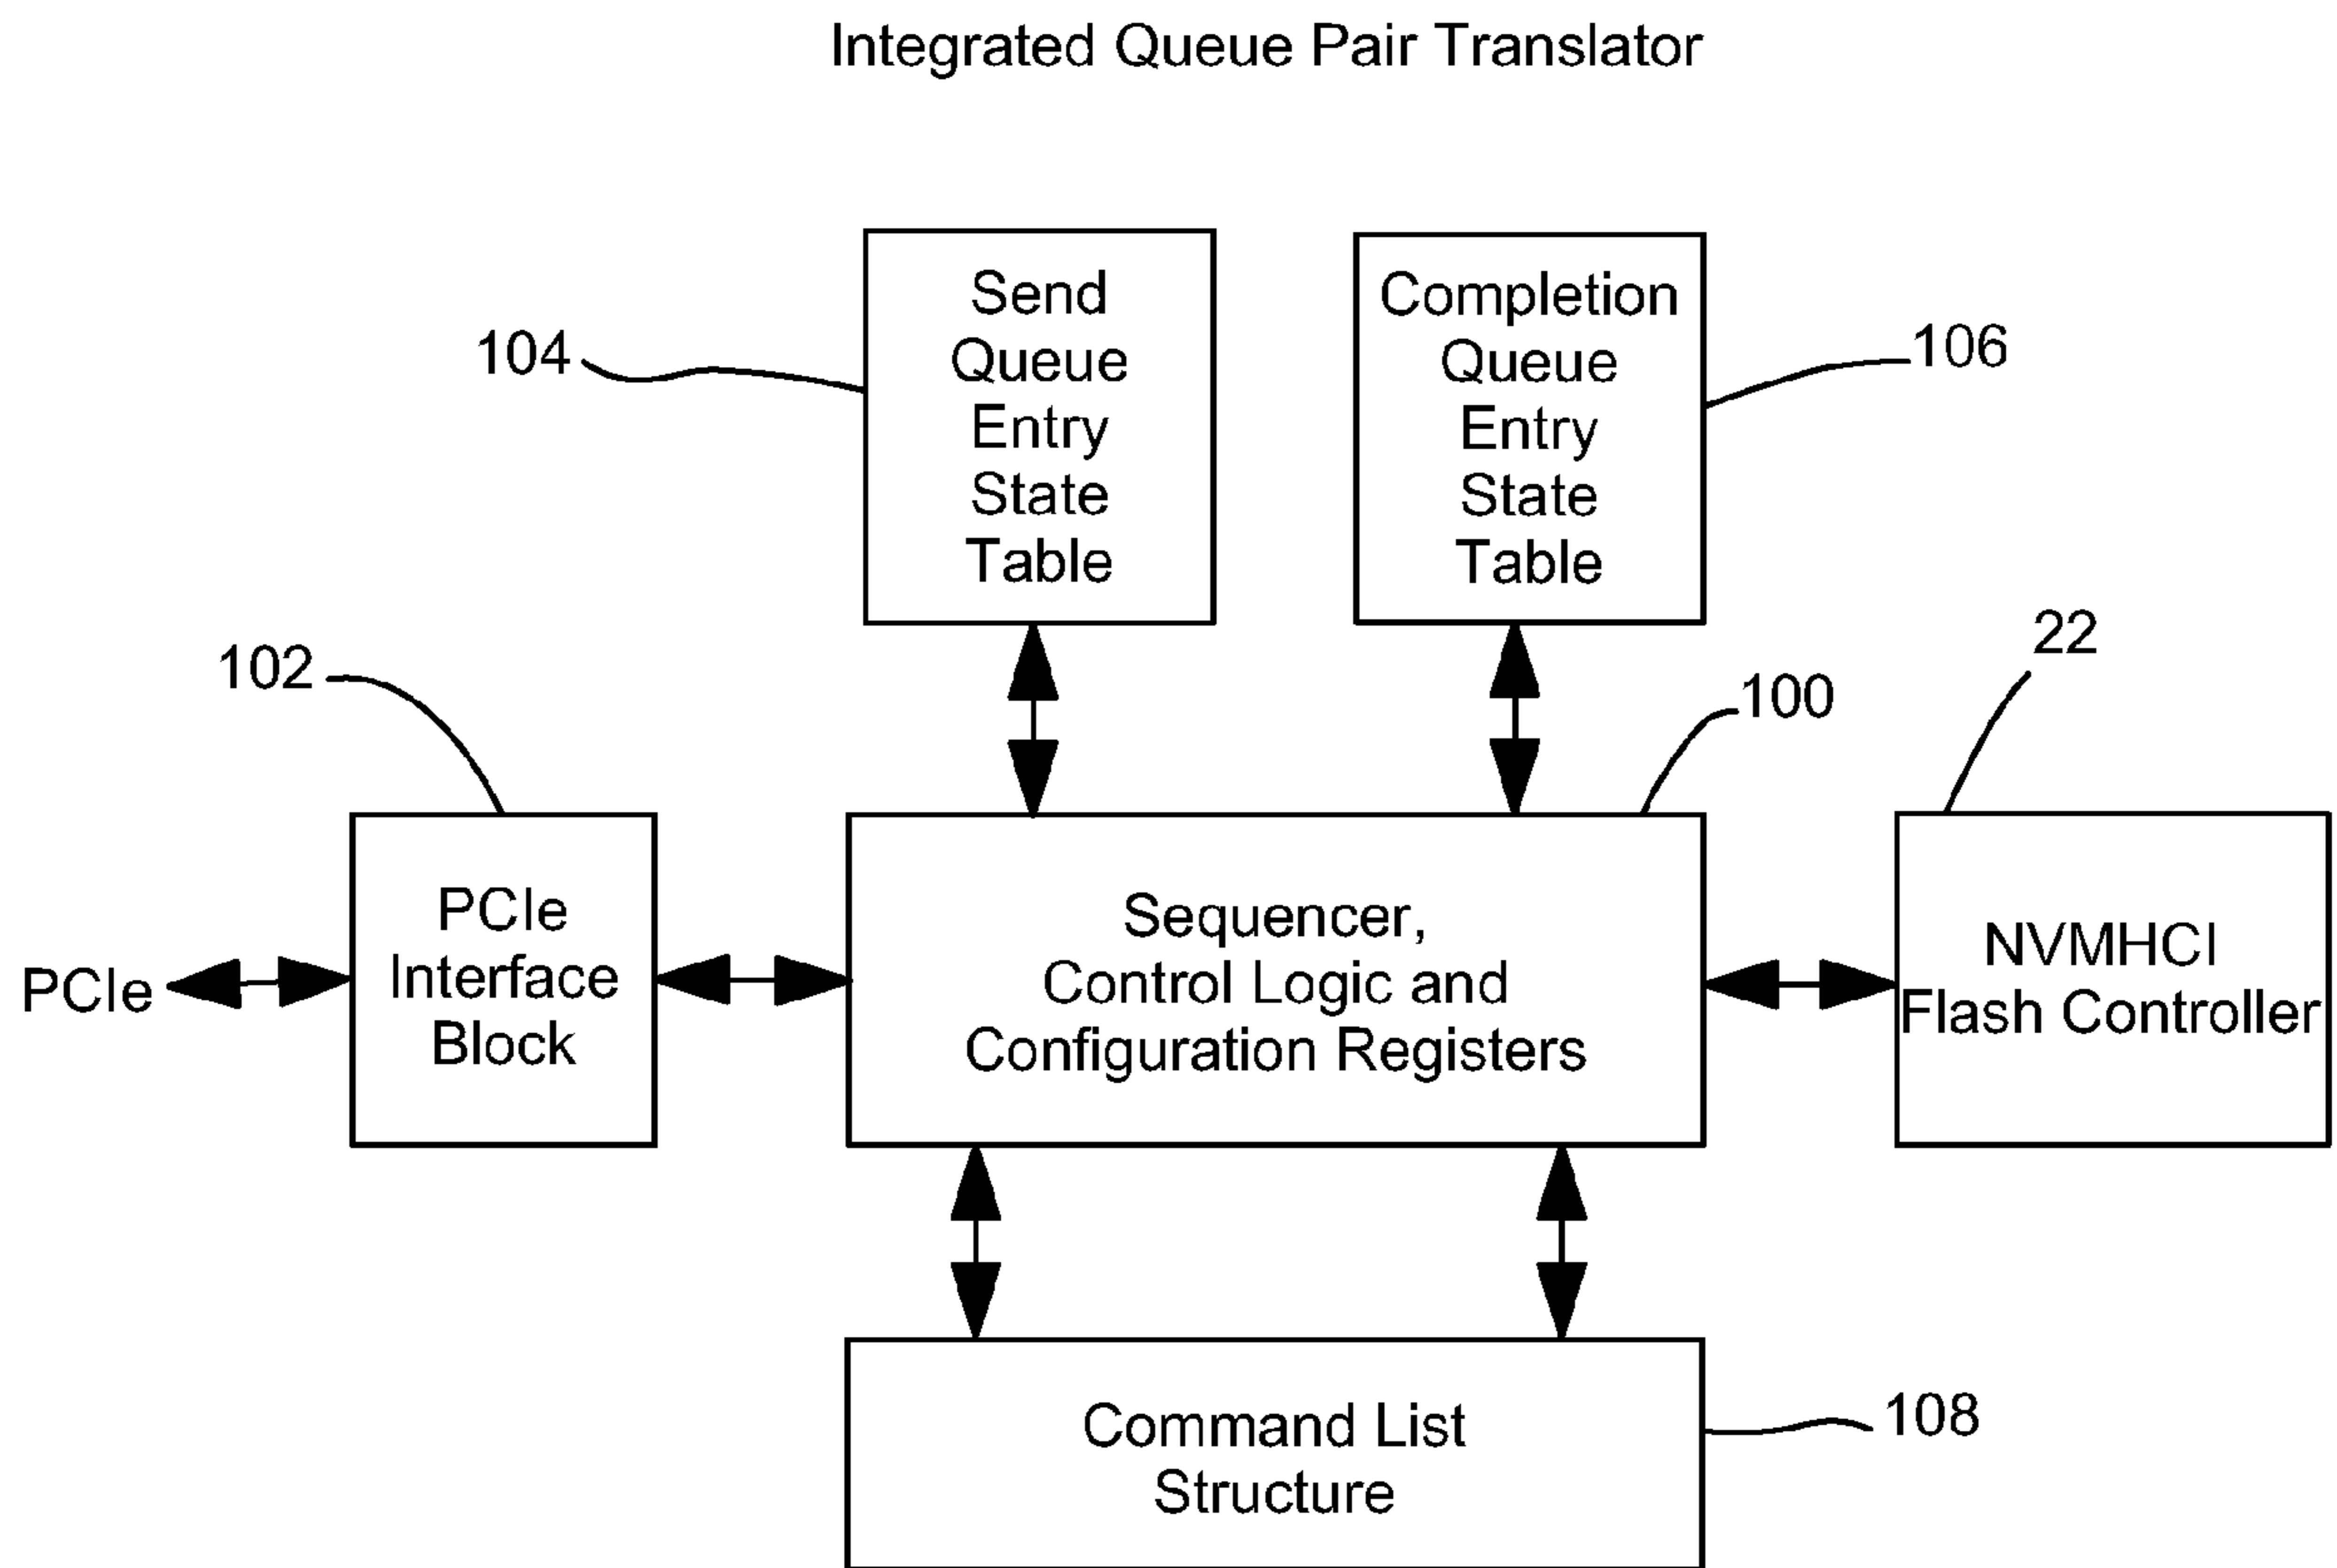 Integrated Queue Pair Translator
104
Send
Queue
Entry
State
Table
Completion
Queue
Entry
State
Table
106
102
100
22
PCIe
PCIe
Interface
Block
Sequencer,
Control Logic and
Configuration Registers
NVMHCI
Flash Controller
Command List
Structure
108